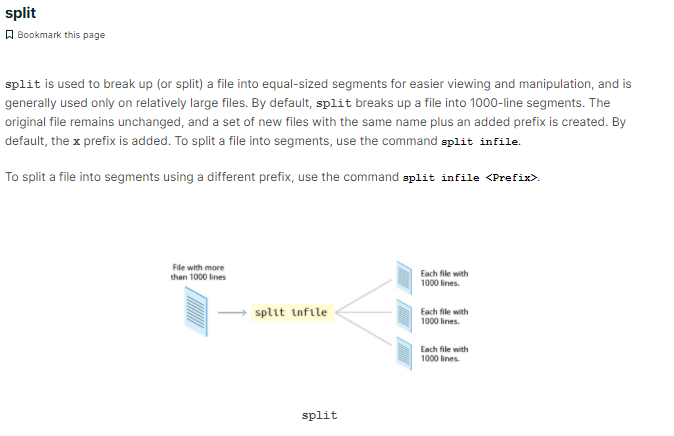 split
Bookmark this page
split is used to break up (or split) a file into equal-sized segments for easier viewing and manipulation, and is
generally used only on relatively large files. By default, split breaks up a file into 1000-line segments. The
original file remains unchanged, and a set of new files with the same name plus an added prefix is created. By
default, the x prefix is added. To split a file into segments, use the command split infile.
To split a file into segments using a different prefix, use the command split infile <Prefix>.
File with more
than 1000 lines
split infile
Each file with
1000 lines.
Each file with
1000 lines.
Each file with
1000 lines.
split